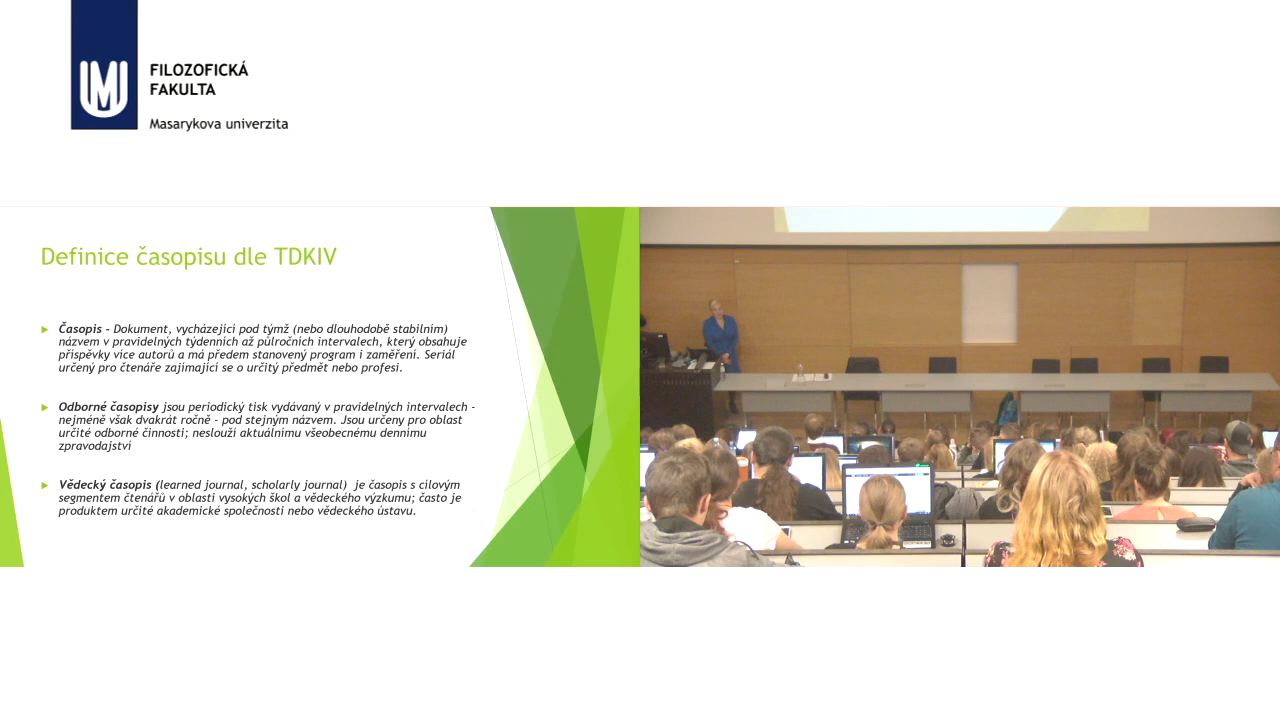 FILOZOFICKÁ
FAKULTA
Masarykova univerzita
Definice časopisu dle TDKIV
Časopis - Dokument, vycházející pod týmž (nebo dlouhodobě stabilním)
názvem v pravidelných týdenních až půlročních intervalech, který obsahuje
příspěvky více autorů a má předem stanovený program i zaměření. Seriál
určený pro čtenáře zajímající se o určitý předmět nebo profesi.
Odborné časopisy jsou periodický tisk vydávaný v pravidelných intervalech -
nejméně však dvakrát ročně - pod stejným názvem. Jsou určeny pro oblast
určité odborné činnosti; neslouží aktuálnímu všeobecnému dennímu
zpravodajství
Vědecký časopis (learned journal, scholarly journal) je časopis s cílovým
segmentem čtenářů v oblasti vysokých škol a vědeckého výzkumu; často je
produktem určité akademické společnosti nebo vědeckého ústavu.